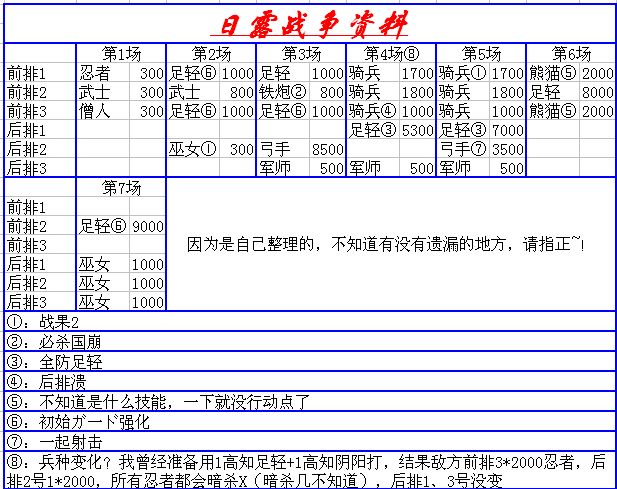 日露战争资料
第1场 第2场 第3场 第4场⑧ 第5场 第6场
前排1 忍者 300 足轻⑥ 1000 足轻 1000 骑兵 1700 骑兵① 1700 熊猫⑤ 2000
前排2 武士 300 武士 800 铁炮② 800 骑兵 1800 骑兵 1800 足轻 8000
前排3 僧人 300 足轻⑥ 1000 足轻⑥ 1000 骑兵④ 1000 骑兵 1000 熊猫⑤ 2000
后排1 足轻③ 5300 足轻③ 7000
后排2 巫女① 300 弓手 8500 弓手⑦ 3500
后排3 军师 500 军师 500 军师 500
第7场
前排1
前排2 足轻⑥ 9000
前排3
后排1 巫女 1000
后排2 巫女 1000
后排3 巫女 1000
因为是自己整理的，不知道有没有遗漏的地方，请指正~！
①：战果2
②：必杀国崩
③：全防足轻
④：后排溃
⑤：不知道是什么技能，一下就没行动点了
⑥：初始ガード强化
⑦：一起射击
⑧：兵种变化？我曾经准备用1高知足轻+1高知阴阳打，结果敌方前排3*2000忍者，后
排2号1*2000，所有忍者都会暗杀X（暗杀几不知道），后排1、3号没变